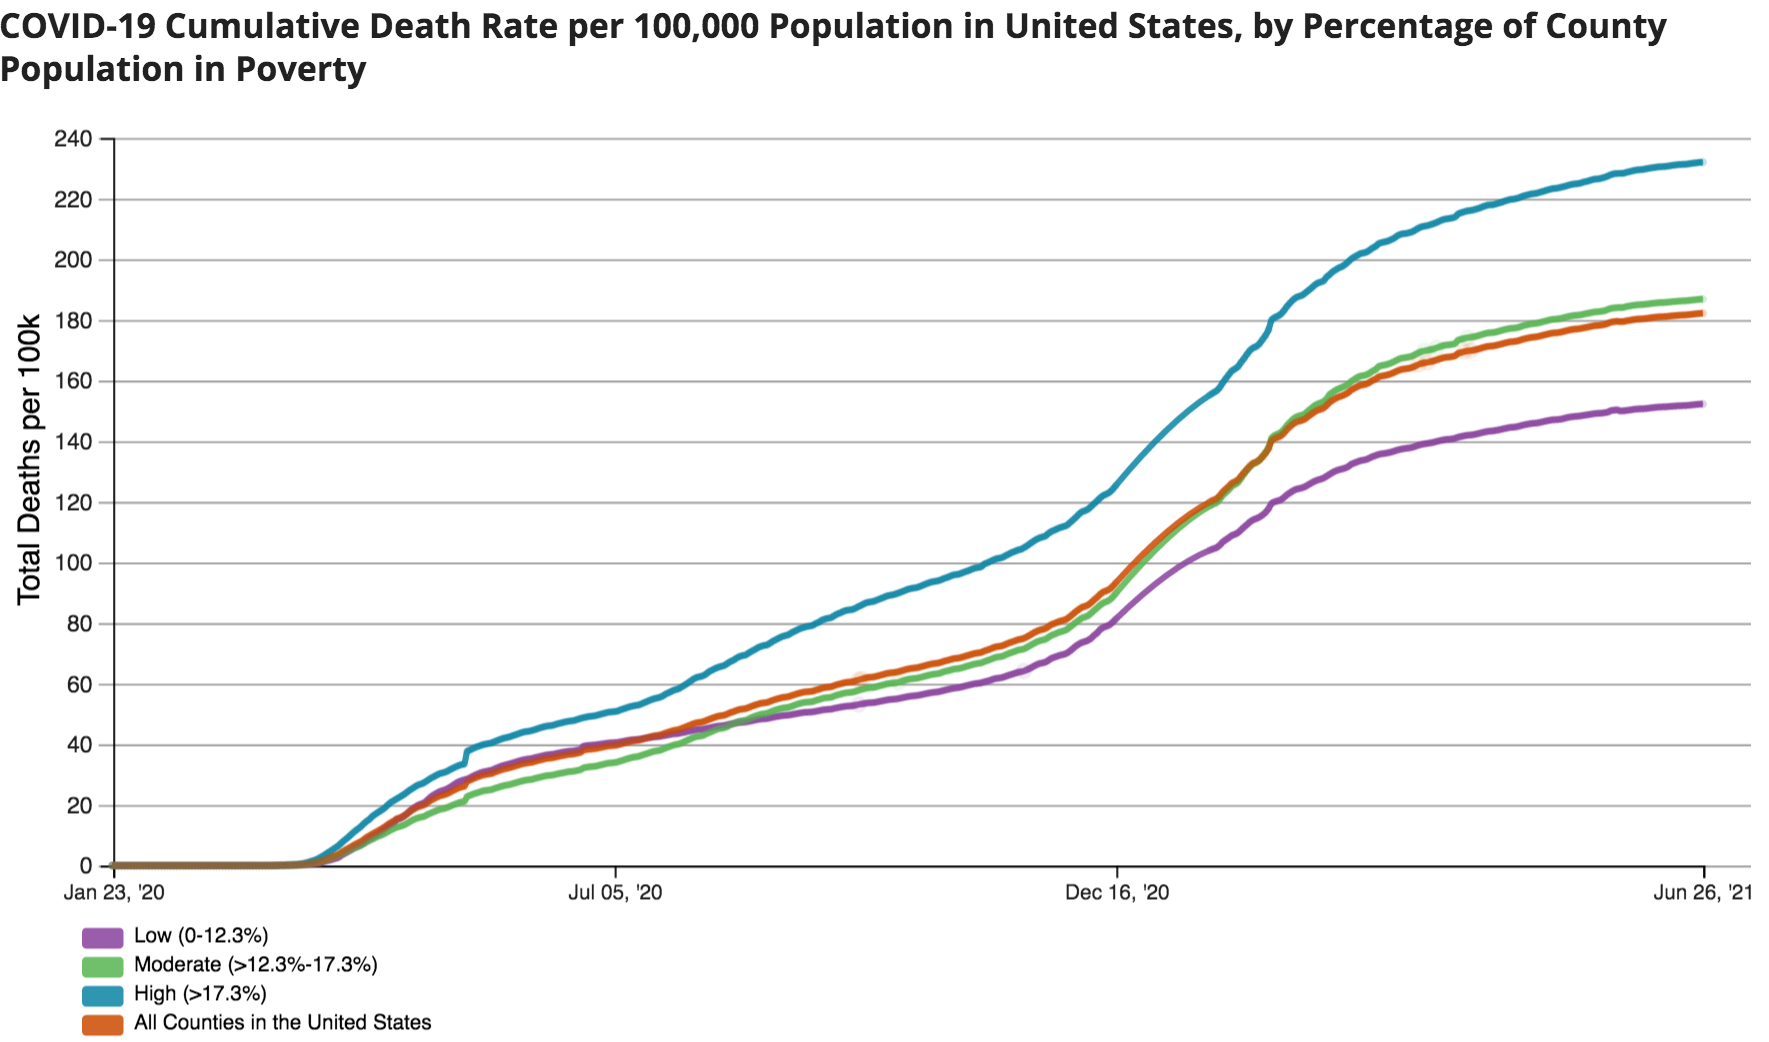 COVID-19 Cumulative Death Rate per 100,000 Population in United States, by Percentage of County
Population in Poverty
240
220
200
180
160
140
120
100
80
60
40
20
0
Total Deaths per 100k
Jan 23, '20
Jul 05, '20
Dec 16, '20
Jun 26, '21
Low (0-12.3%)
Moderate (>12.3%-17.3%)
High (>17.3%)
All Counties in the United States